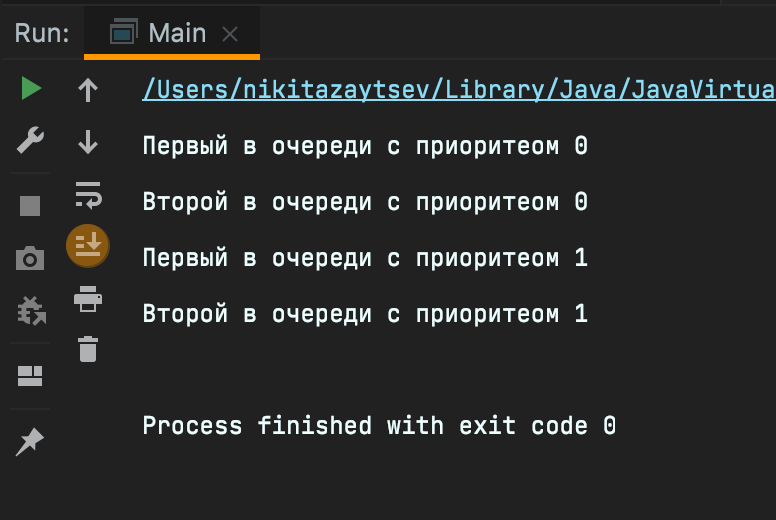 Run: Main
/Users/nikitazaytsev/Library/Java/JavaVirtua
Первый в очереди с приоритеом 0
Второй в очереди с приоритеом 0
Первый в очереди с приоритеом 1
Второй в очереди с приоритеом 1
Process finished with exit code 0